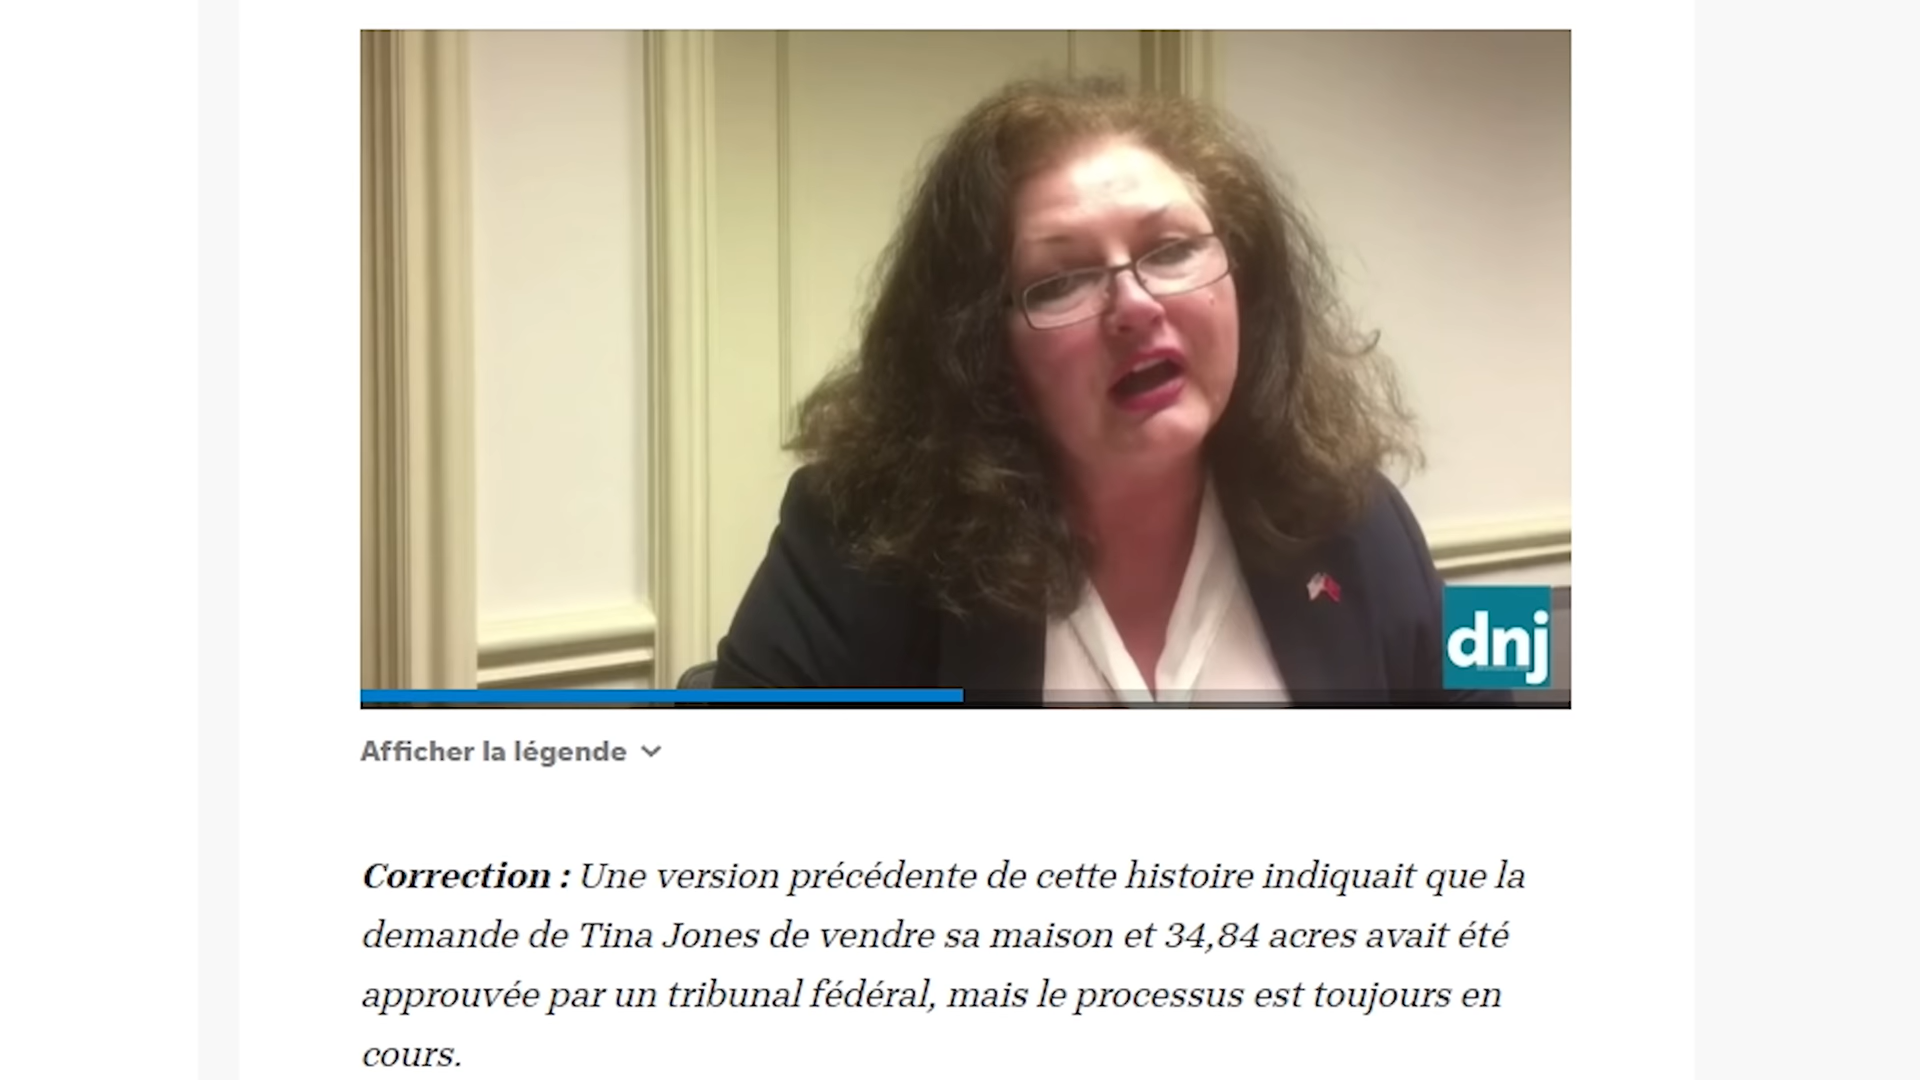 dnj
Afficher la légende
Correction : Une version précédente de cette histoire indiquait que la
demande de Tina Jones de vendre sa maison et 34,84 acres avait été
approuvée par un tribunal fédéral, mais le processus est toujours en
cours.